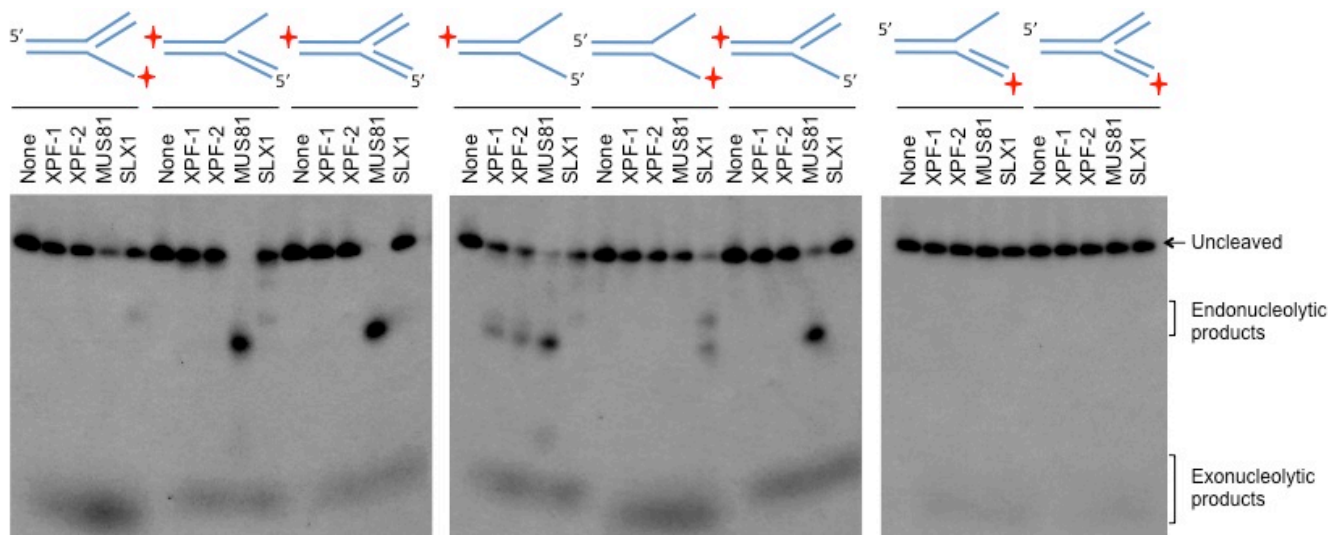 5′ 5′ 5′ 5′ 5′ 5′ 5′ 5′
None XPF-1 XPF-2 MUS81 SLX1 None XPF-1 XPF-2 MUS81 SLX1 None XPF-1 XPF-2 MUS81 SLX1 None XPF-1 XPF-2 MUS81 SLX1 None XPF-1 XPF-2 MUS81 SLX1 None XPF-1 XPF-2 MUS81 SLX1 None XPF-1 XPF-2 MUS81 SLX1 None XPF-1 XPF-2 MUS81 SLX1
Uncleaved
Endonucleolytic
products
Exonucleolytic
products